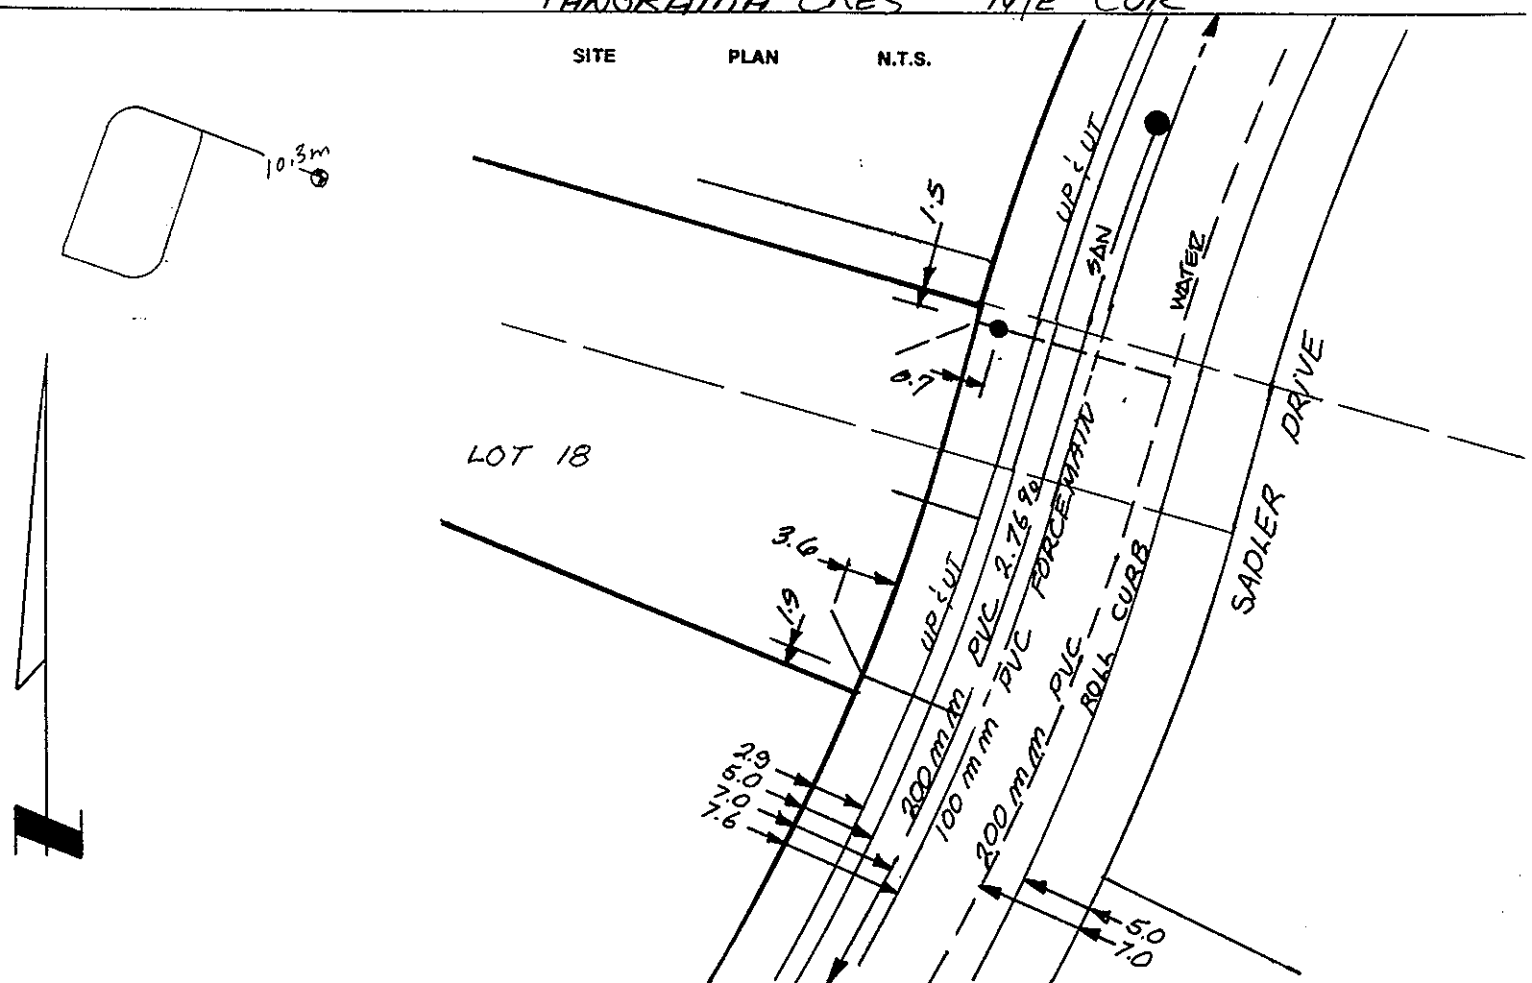 SITE PLAN N.T.S.
10.3m
1.5
UP & UT
SAN
WATER
0.7
LOT 18
SADLER DRIVE
3.6
1.9
UP & UT
200 mm PVC 2.76%
100 mm PVC FORCEMAIN
200 mm PVC
ROLL CURB
2.9
5.0
7.0
7.6
5.0
7.0